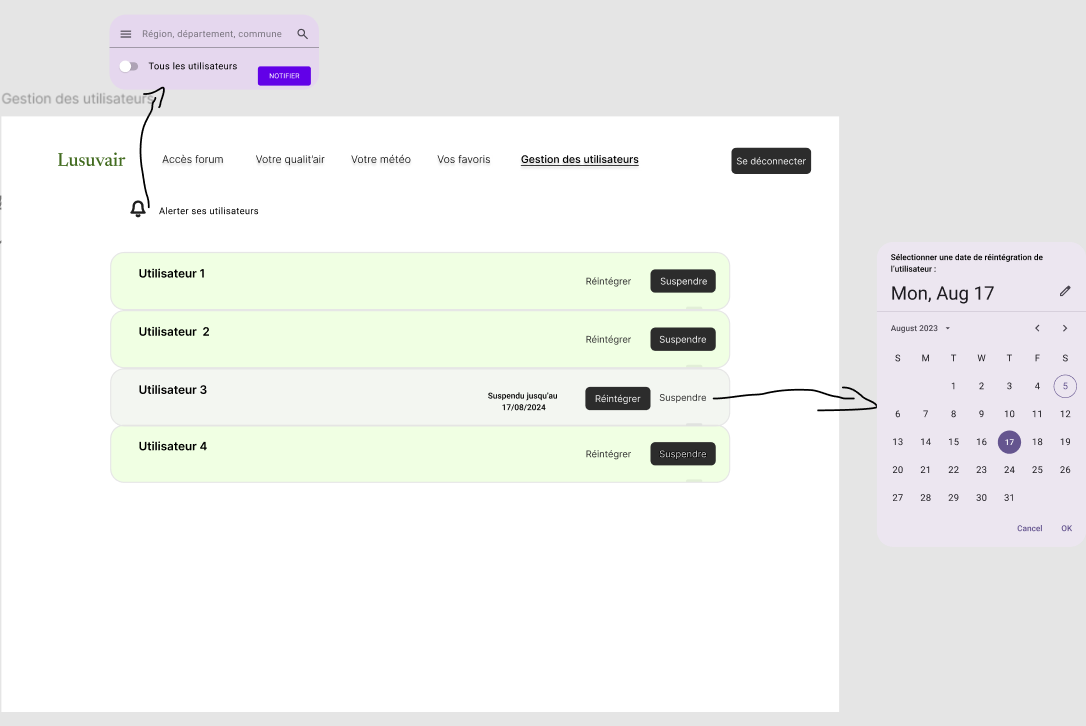 Région, département, commune
Tous les utilisateurs
NOTIFIER
Gestion des utilisateurs
Lusuvair
Accès forum
Votre qualit'air
Votre météo
Vos favoris
Gestion des utilisateurs
Se déconnecter
Alerter ses utilisateurs
Utilisateur 1
Réintégrer
Suspendre
Utilisateur 2
Réintégrer
Suspendre
Utilisateur 3
Suspendu jusqu'au
17/08/2024
Réintégrer
Suspendre
Utilisateur 4
Réintégrer
Suspendre
Sélectionner une date de réintégration de
l'utilisateur :
Mon, Aug 17
August 2023
S M T W T F S
1 2 3 4 5
6 7 8 9 10 11 12
13 14 15 16 17 18 19
20 21 22 23 24 25 26
27 28 29 30 31
Cancel OK